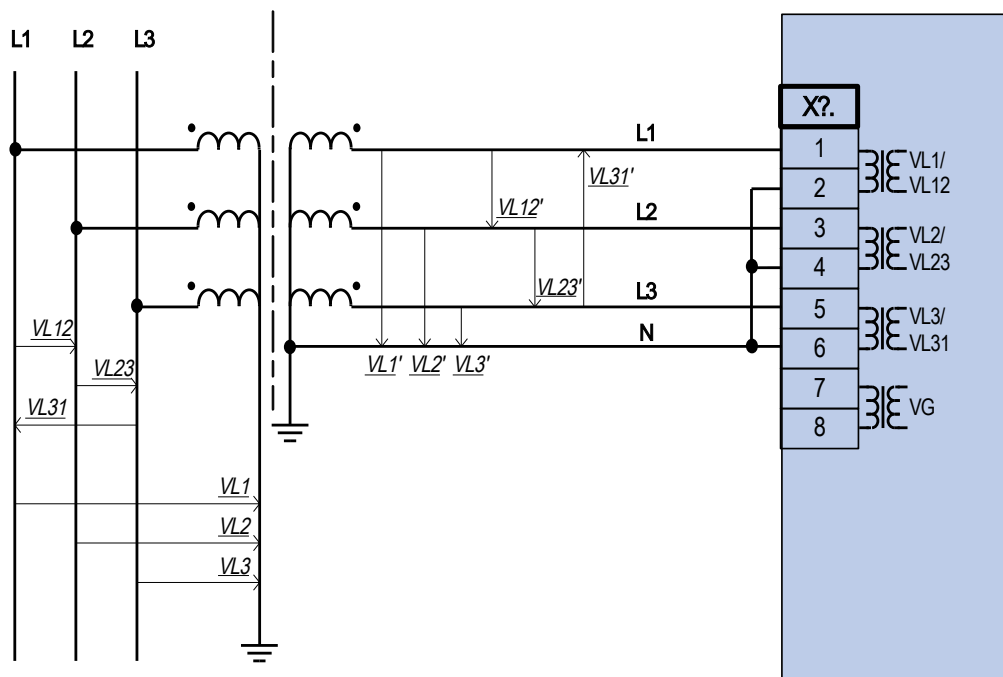 L1 L2 L3
X?.
L1
1
VL1/
VL31'
2
VL12
VL12'
L2
3
VL2/
4
VL23
VL23'
L3
5
VL3/
VL12
N
6
VL31
VL23
VL1' VL2' VL3'
7
VL31
VG
8
VL1
VL2
VL3